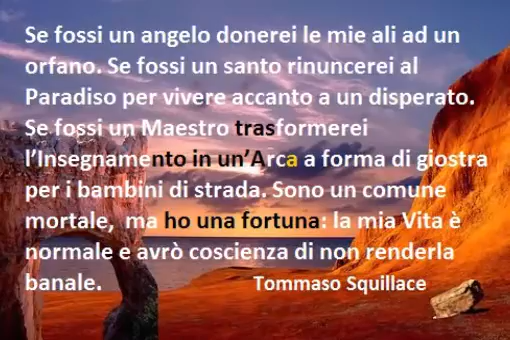 Se fossi un angelo donerei le mie ali ad un
orfano. Se fossi un santo rinuncerei al
Paradiso per vivere accanto a un disperato.
Se fossi un Maestro trasformerei
l’Insegnamento in un’Arca a forma di giostra
per i bambini di strada. Sono un comune
mortale,  ma ho una fortuna: la mia Vita è
normale e avrò coscienza di non renderla
banale. Tommaso Squillace